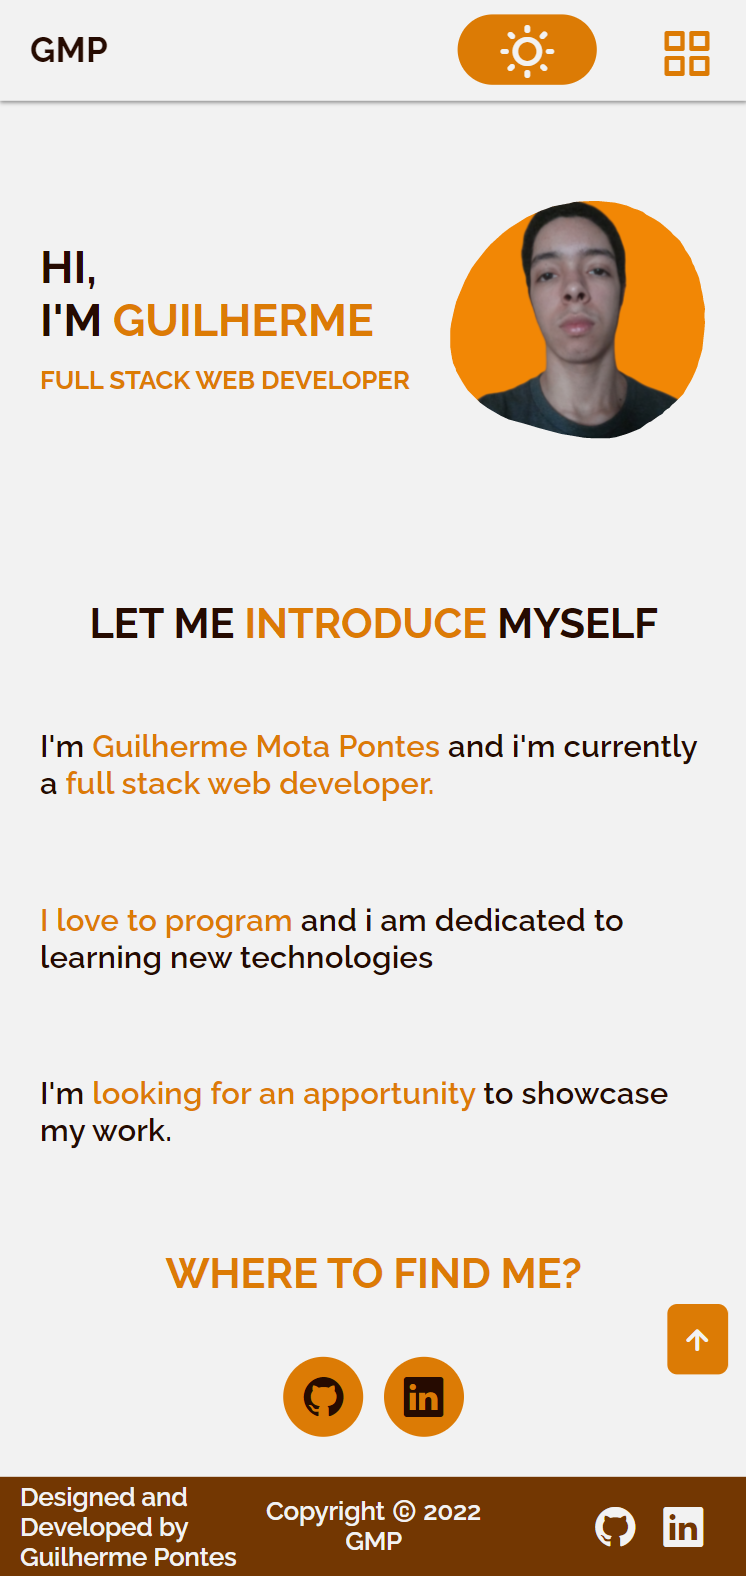 GMP
HI,
I'M GUILHERME
FULL STACK WEB DEVELOPER
LET ME INTRODUCE MYSELF
I'm Guilherme Mota Pontes and i'm currently
a full stack web developer.
I love to program and i am dedicated to
learning new technologies
I'm looking for an apportunity to showcase
my work.
WHERE TO FIND ME?
in
Designed and
Developed by
Guilherme Pontes
Copyright © 2022
GMP
in